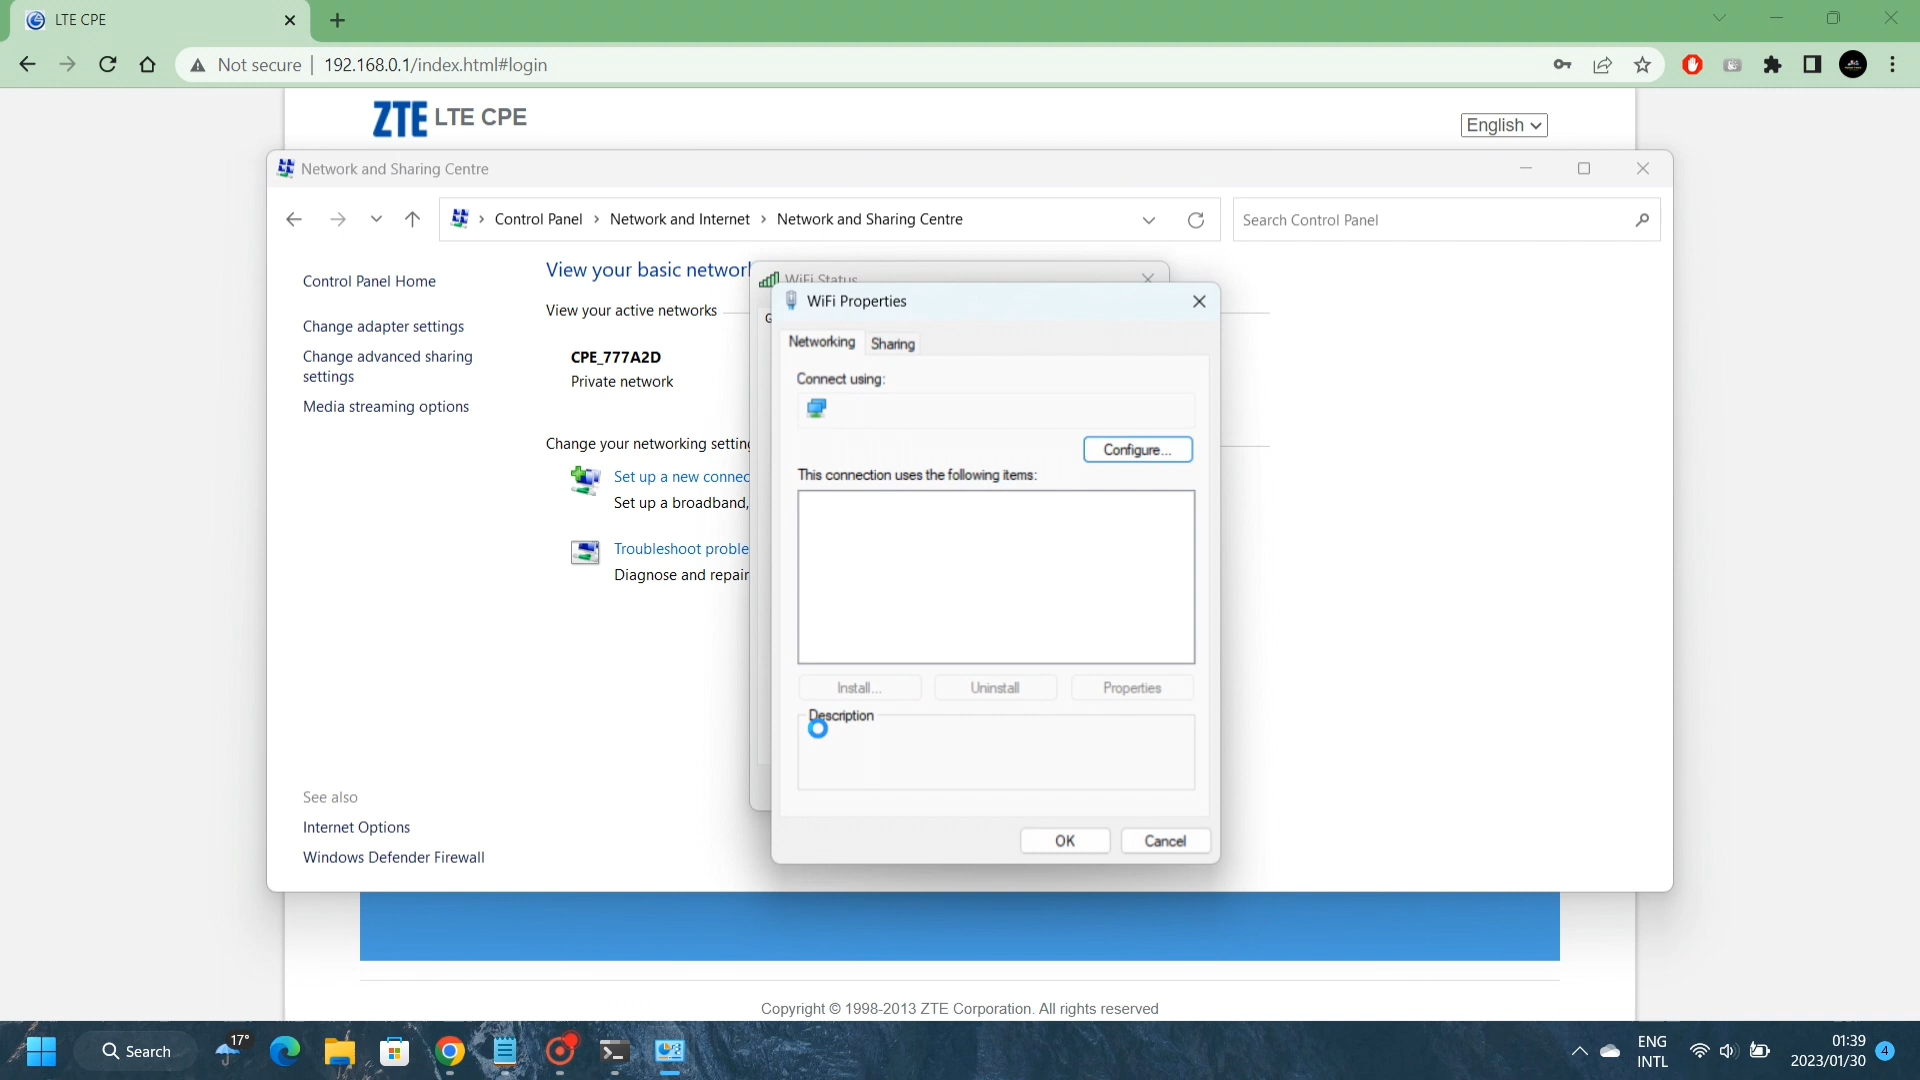 LTE CPE
Not secure | 192.168.0.1/index.html#login
ZTE LTE CPE
English
Network and Sharing Centre
Control Panel > Network and Internet > Network and Sharing Centre
Search Control Panel
Control Panel Home
Change adapter settings
Change advanced sharing
settings
Media streaming options
See also
Internet Options
Windows Defender Firewall
View your basic networ
View your active networks
CPE_777A2D
Private network
Change your networking setting
Set up a new connec
Set up a broadband,
Troubleshoot proble
Diagnose and repair
WiFi Status
G
WiFi Properties
Networking
Sharing
Connect using:
Configure...
This connection uses the following items:
Install...
Uninstall
Properties
Description
OK
Cancel
Copyright © 1998-2013 ZTE Corporation. All rights reserved
Search
17°
ENG
INTL
01:39
2023/01/30
4